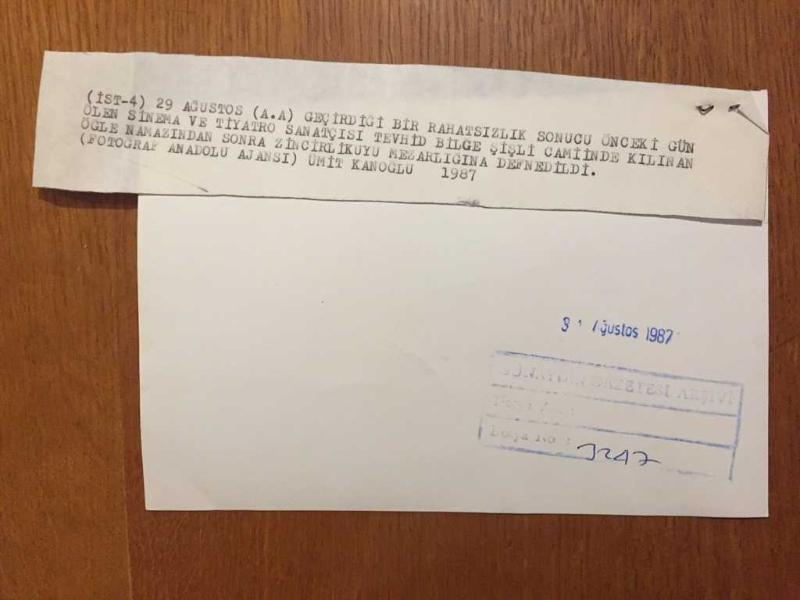 (İST-4) 29 AĞUSTOS (A.A) GEÇİRDİĞİ BİR RAHATSIZLIK SONUCU ÖNCEKİ GÜN
ÖLEN SİNEMA VE TİYATRO SANATÇISI TEVHİD BİLGE ŞİŞLİ CAMİİNDE KILINAN
ÖĞLE NAMAZINDAN SONRA ZİNCİRLİKUYU MEZARLIĞINA DEFNEDİLDİ.
(FOTOGRAF ANADOLU AJANSI) ÜMİT KANOĞLU 1987
Ağustos 1987
GAZETESİ ARŞİVİ
Dosya No :
3247